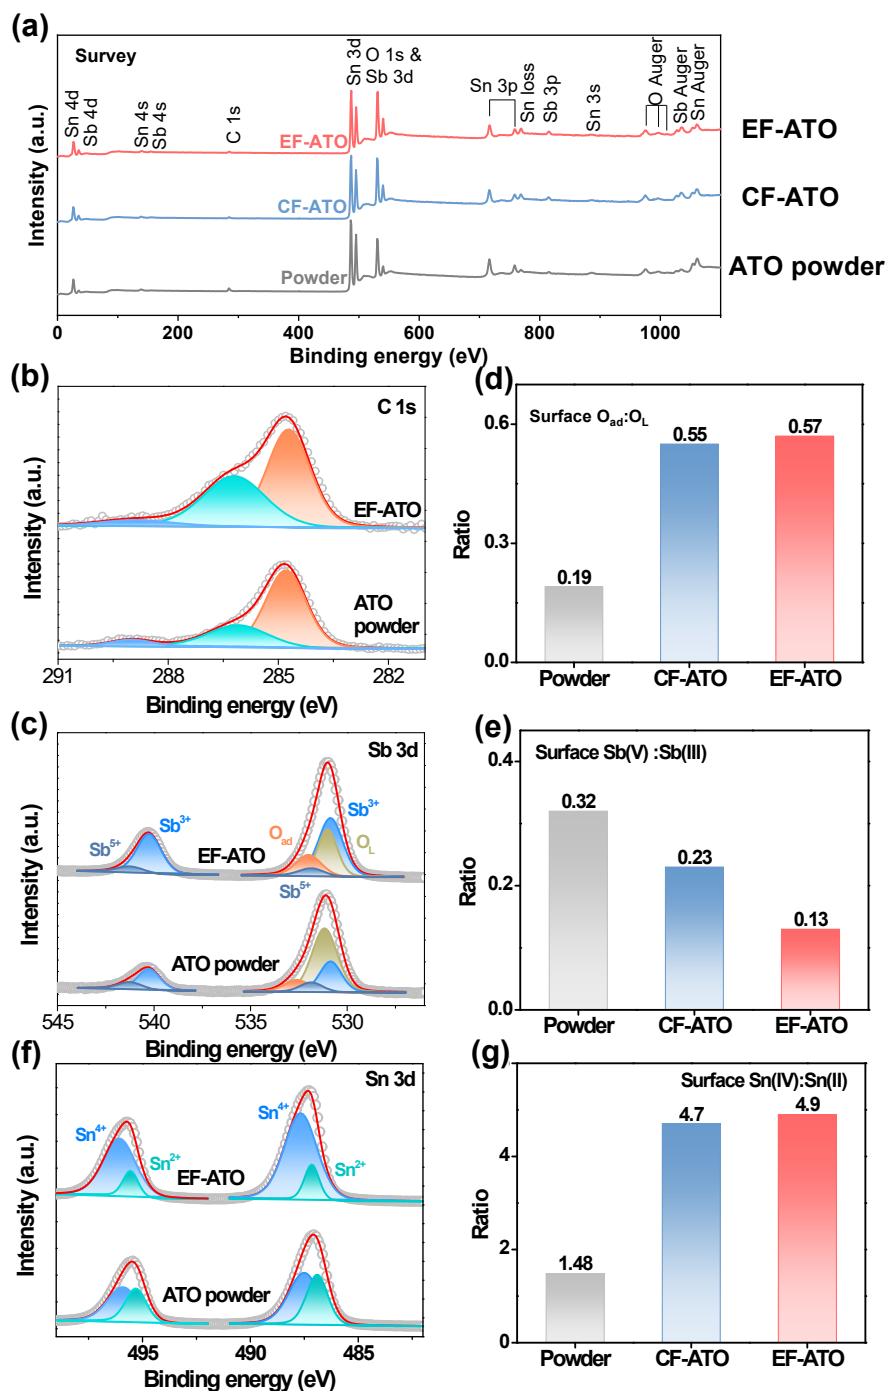 (a)
Survey
Sn 4d
Sb 4d
Sn 4s
Sb 4s
C 1s
Sn 3d
O 1s &
Sb 3d
Sn 3p
Sn loss
Sb 3p
Sn 3s
O Auger
Sb Auger
Sn Auger
EF-ATO
CF-ATO
Powder
EF-ATO
CF-ATO
ATO powder
Intensity (a.u.)
0 200 400 600 800 1000
Binding energy (eV)
(b)
C 1s
EF-ATO
ATO
powder
Intensity (a.u.)
291 288 285 282
Binding energy (eV)
(d)
Surface Oad:OL
0.6
0.3
0.0
Ratio
0.19
0.55
0.57
Powder CF-ATO EF-ATO
(c)
Sb 3d
Sb5+
Sb3+
EF-ATO
Oad
Sb3+
OL
Sb5+
ATO powder
Intensity (a.u.)
545 540 535 530
Binding energy (eV)
(e)
Surface Sb(V) :Sb(III)
0.4
0.2
0.0
Ratio
0.32
0.23
0.13
Powder CF-ATO EF-ATO
(f)
Sn 3d
Sn4+
Sn2+
EF-ATO
Sn4+
Sn2+
ATO powder
Intensity (a.u.)
495 490 485
Binding energy (eV)
(g)
Surface Sn(IV):Sn(II)
4
2
0
Ratio
1.48
4.7
4.9
Powder CF-ATO EF-ATO